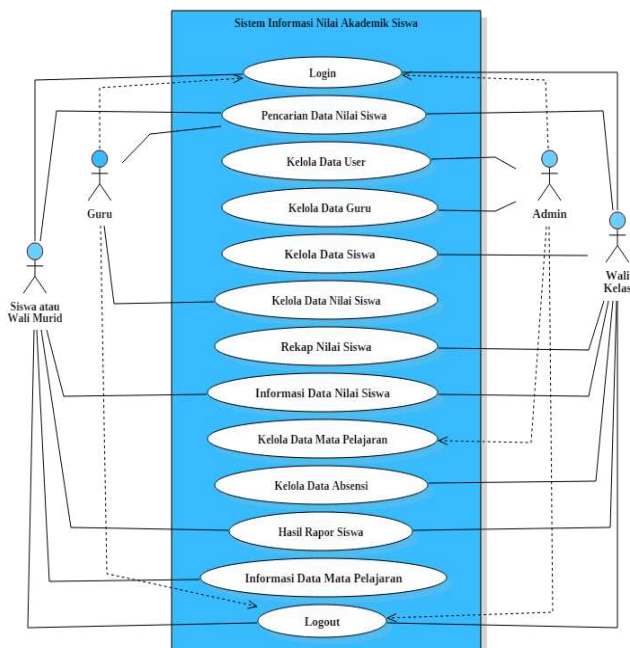 Sistem Informasi Nilai Akademik Siswa
Login
Pencarian Data Nilai Siswa
Kelola Data User
Guru
Kelola Data Guru
Admin
Kelola Data Siswa
Wali
Kelas
Siswa atau
Wali Murid
Kelola Data Nilai Siswa
Rekap Nilai Siswa
Informasi Data Nilai Siswa
Kelola Data Mata Pelajaran
Kelola Data Absensi
Hasil Rapor Siswa
Informasi Data Mata Pelajaran
Logout